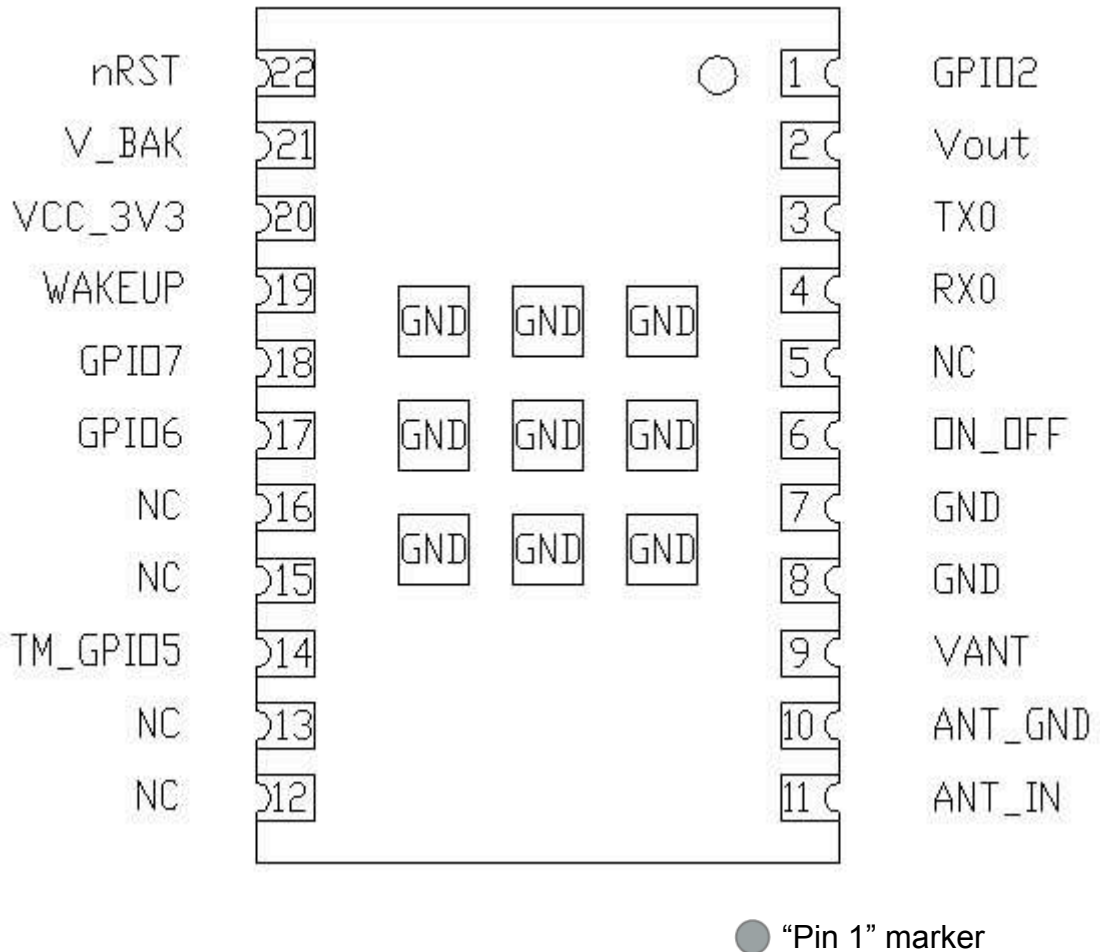 nRST 22 1 GPIO2
V_BAK 21 2 Vout
VCC_3V3 20 3 TX0
WAKEUP 19 4 RX0
GND GND GND
GPIO7 18 5 NC
GPIO6 17 GND GND GND 6 ON_OFF
NC 16 7 GND
GND GND GND
NC 15 8 GND
TM_GPIO5 14 9 VANT
NC 13 10 ANT_GND
NC 12 11 ANT_IN
“Pin 1” marker